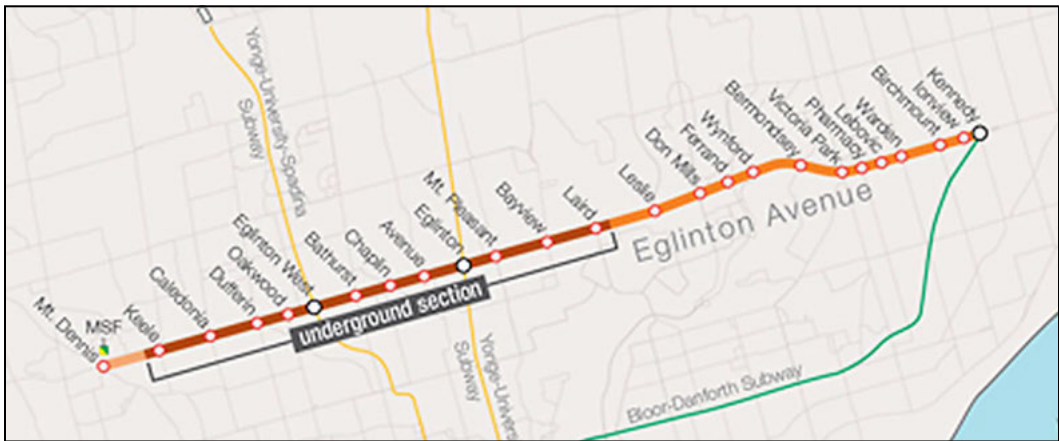 Yonge-University-Spadina
Subway
Mt. Dennis
MSF
Keele
Caledonia
Dufferin
Oakwood
Eglinton West
Bathurst
Chaplin
Avenue
Eglinton
Mt. Pleasant
Bayview
Laird
Leslie
Don Mills
Ferrand
Wynford
Bermondsey
Victoria Park
Pharmacy
Lebovic
Warden
Birchmount
Ionview
Kennedy
Eglinton Avenue
underground section
Yonge-Univers
Subway
Bloor-Danforth Subway